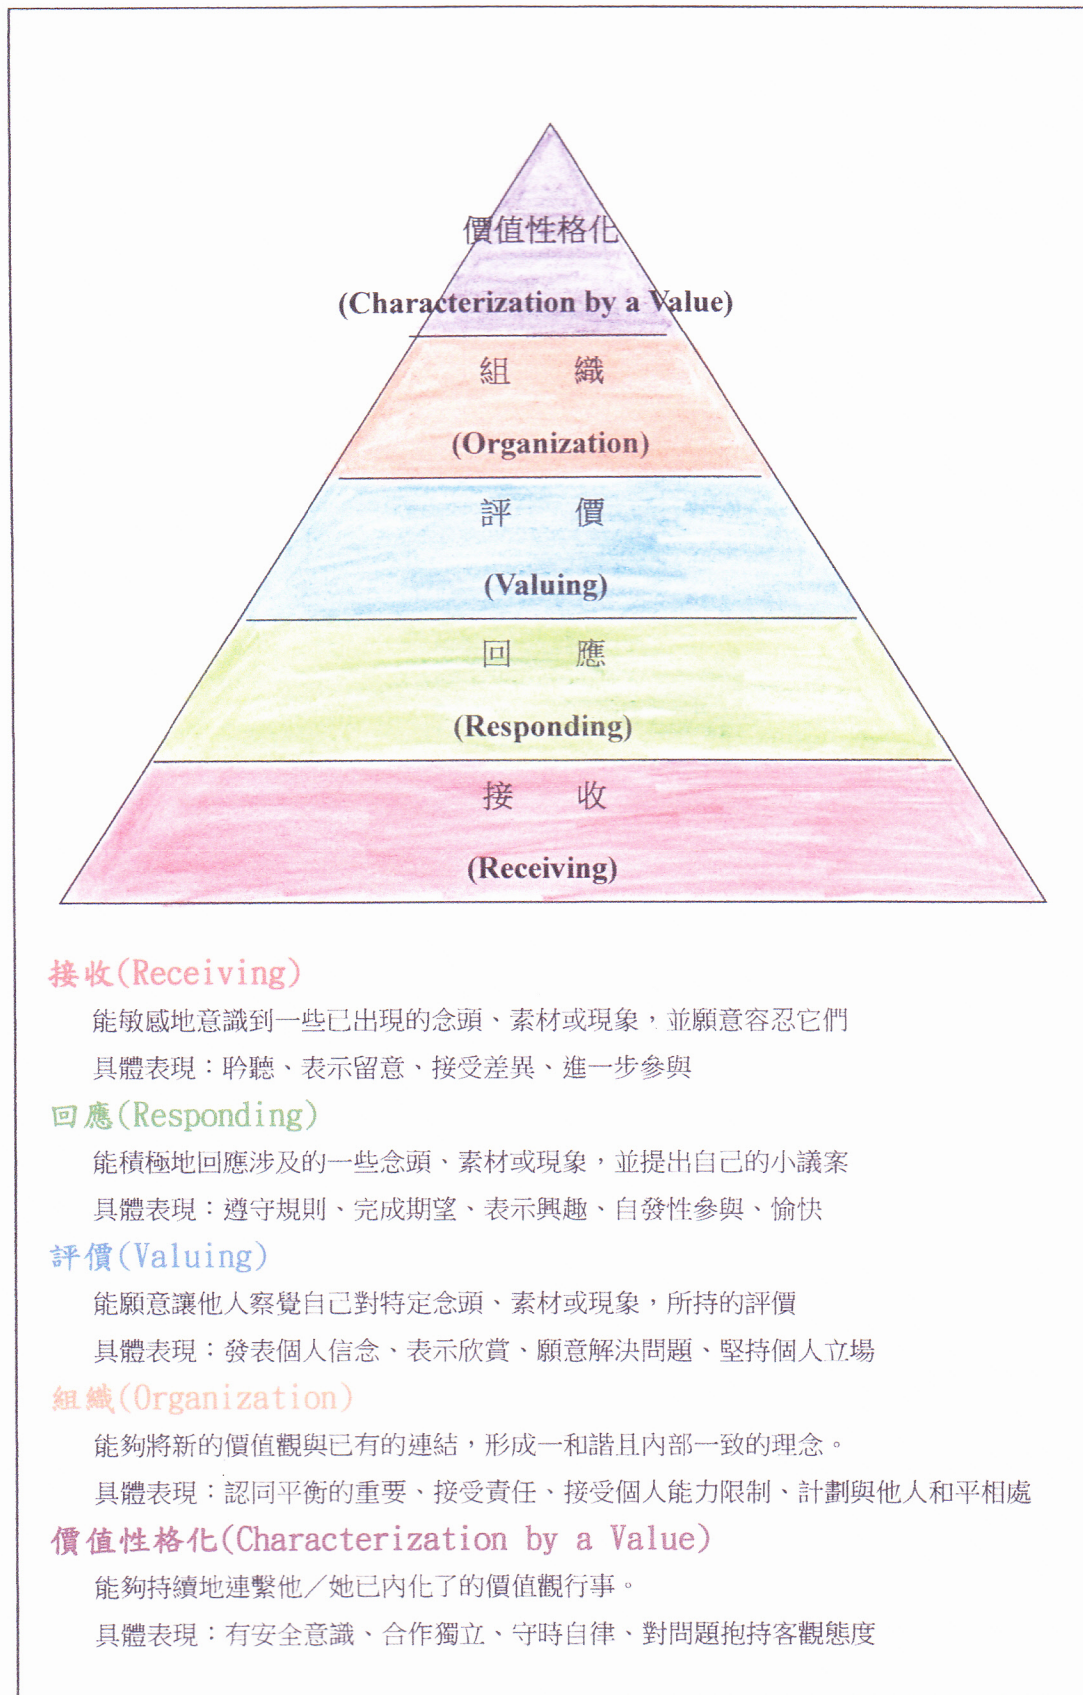 價值性格化
(Characterization by a Value)
組 織
(Organization)
評 價
(Valuing)
回 應
(Responding)
接 收
(Receiving)
接收(Receiving)
能敏感地意識到一些已出現的念頭、素材或現象，並願意容忍它們
具體表現：聆聽、表示留意、接受差異、進一步參與
回應(Responding)
能積極地回應涉及的一些念頭、素材或現象，並提出自己的小議案
具體表現：遵守規則、完成期望、表示興趣、自發性參與、愉快
評價(Valuing)
能願意讓他人察覺自己對特定念頭、素材或現象，所持的評價
具體表現：發表個人信念、表示欣賞、願意解決問題、堅持個人立場
組織(Organization)
能夠將新的價值觀與已有的連結，形成一和諧且內部一致的理念。
具體表現：認同平衡的重要、接受責任、接受個人能力限制、計劃與他人和平相處
價值性格化(Characterization by a Value)
能夠持續地連繫他／她已內化了的價值觀行事。
具體表現：有安全意識、合作獨立、守時自律、對問題抱持客觀態度